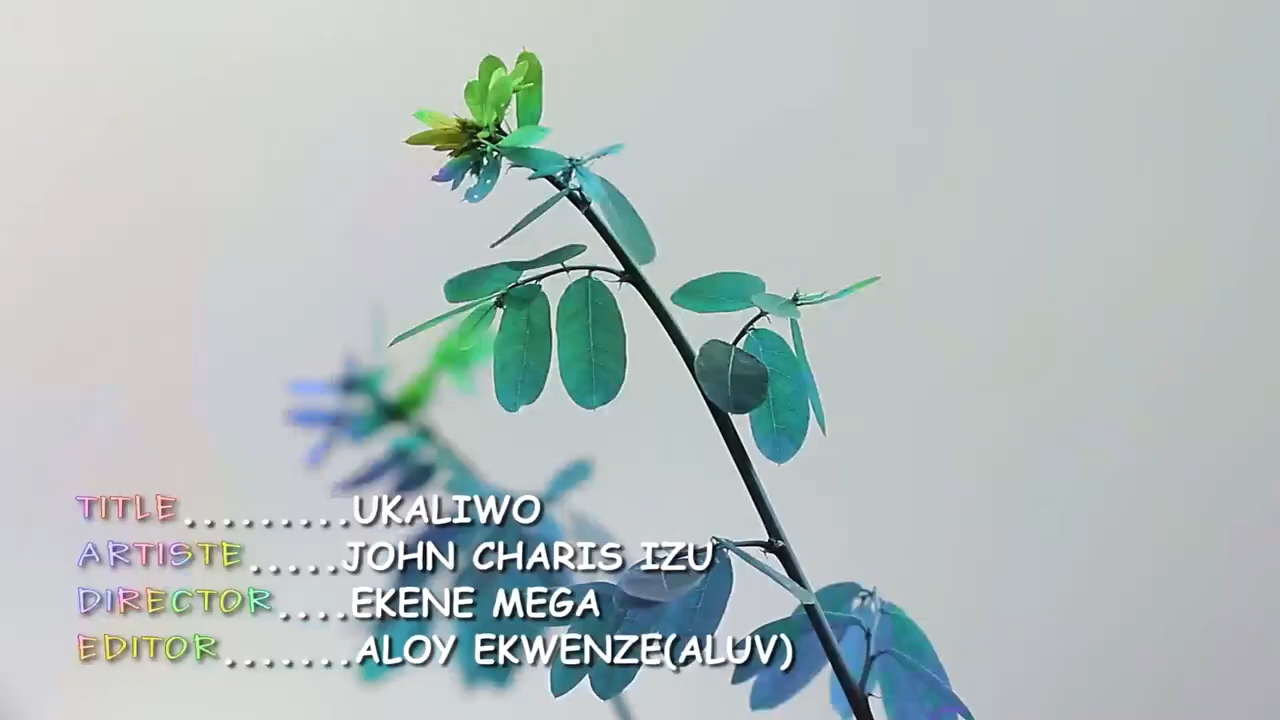 TITLE.........UKALIWO
ARTISTE.....JOHN CHARIS IZU
DIRECTOR....EKENE MEGA
EDITOR.......ALOY EKWENZE(ALUV)